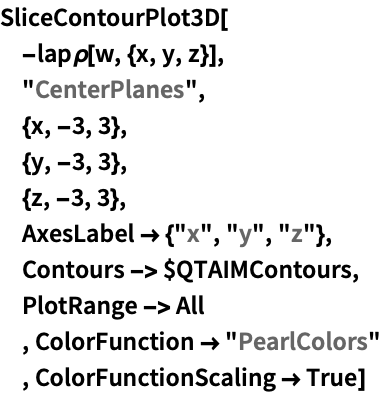 SliceContourPlot3D[
-lapρ[w, {x, y, z}],
"CenterPlanes",
{x, -3, 3},
{y, -3, 3},
{z, -3, 3},
AxesLabel → {"x", "y", "z"},
Contours -> $QTAIMContours,
PlotRange -> All
, ColorFunction → "PearlColors"
, ColorFunctionScaling → True]